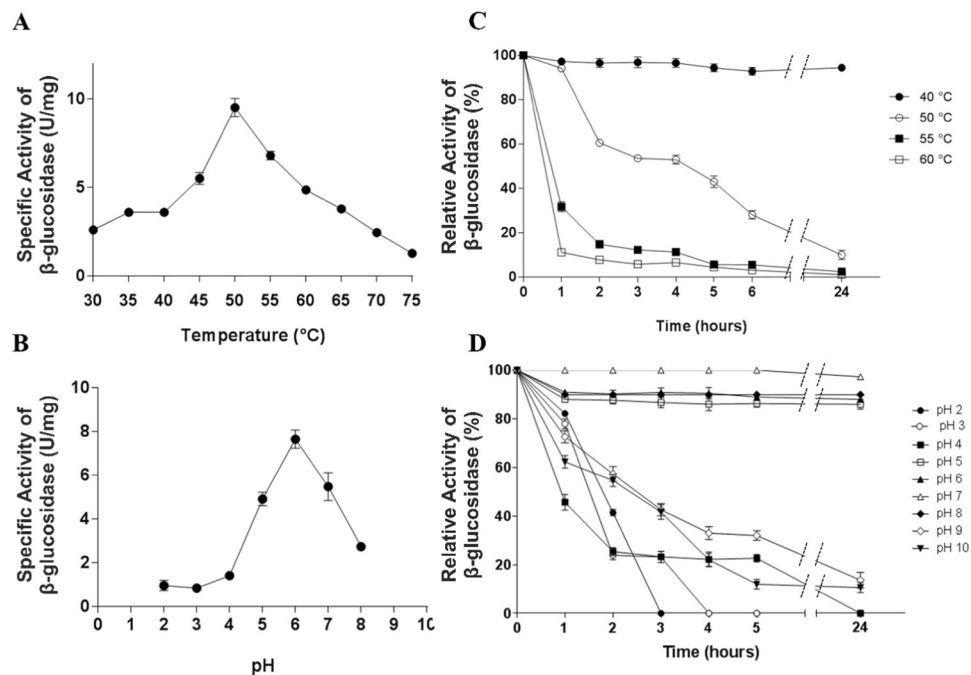 A
Specific Activity of
β-glucosidase (U/mg)
10
5
0
30 35 40 45 50 55 60 65 70 75
Temperature (°C)
B
Specific Activity of
β-glucosidase (U/mg)
10
8
6
4
2
0
0 1 2 3 4 5 6 7 8 9 10
pH
C
Relative Activity of
β-glucosidase (%)
100
80
60
40
20
0
0 1 2 3 4 5 6 24
Time (hours)
40 °C
50 °C
55 °C
60 °C
D
Relative Activity of
β-glucosidase (%)
100
80
60
40
20
0
0 1 2 3 4 5 24
Time (hours)
pH 2
pH 3
pH 4
pH 5
pH 6
pH 7
pH 8
pH 9
pH 10